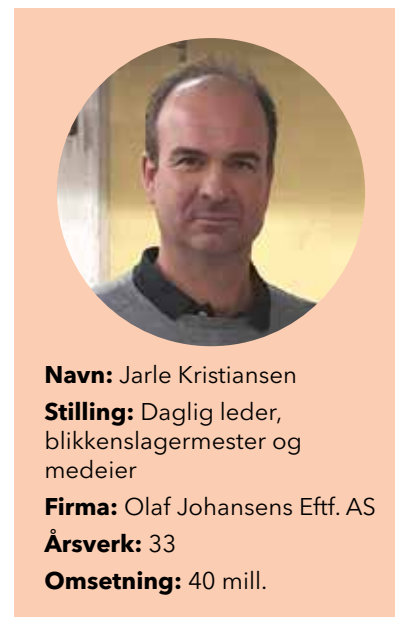 Navn: Jarle Kristiansen
Stilling: Daglig leder,
blikkenslagermester og
medeier
Firma: Olaf Johansens Eftf. AS
Årsverk: 33
Omsetning: 40 mill.